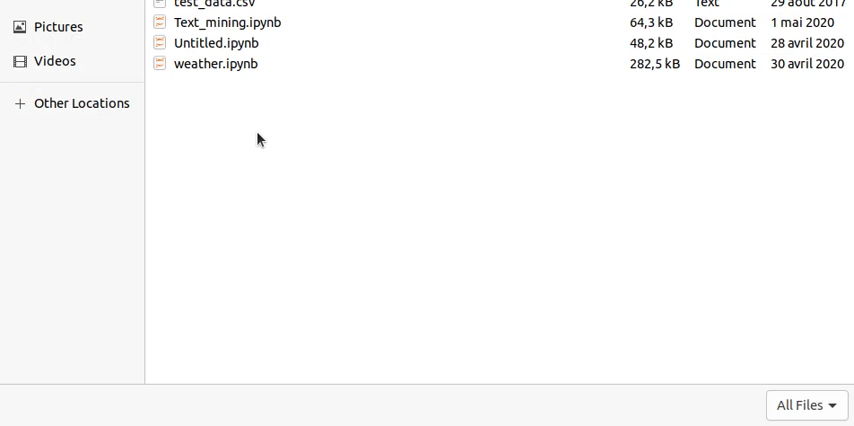 test_data.csv 26,2 kB Text 29 août 2017
Pictures
Text_mining.ipynb 64,3 kB Document 1 mai 2020
Untitled.ipynb 48,2 kB Document 28 avril 2020
Videos
weather.ipynb 282,5 kB Document 30 avril 2020
Other Locations
All Files